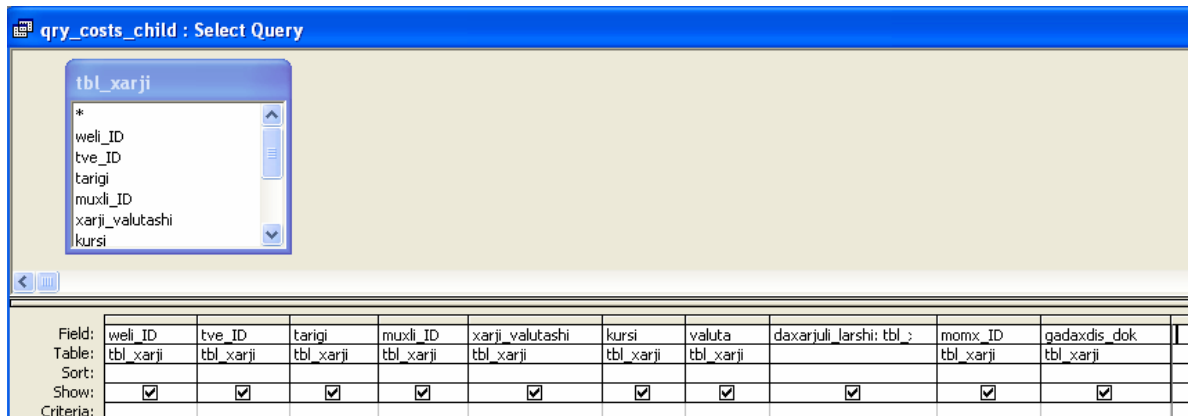 qry_costs_child : Select Query
tbl_xarji
*
weli_ID
tve_ID
tarigi
muxli_ID
xarji_valutashi
kursi
Field: weli_ID tve_ID tarigi muxli_ID xarji_valutashi kursi valuta daxarjuli_larshi: tbl_ momx_ID gadaxdis_dok
Table: tbl_xarji tbl_xarji tbl_xarji tbl_xarji tbl_xarji tbl_xarji tbl_xarji tbl_xarji tbl_xarji
Sort:
Show:
Criteria: